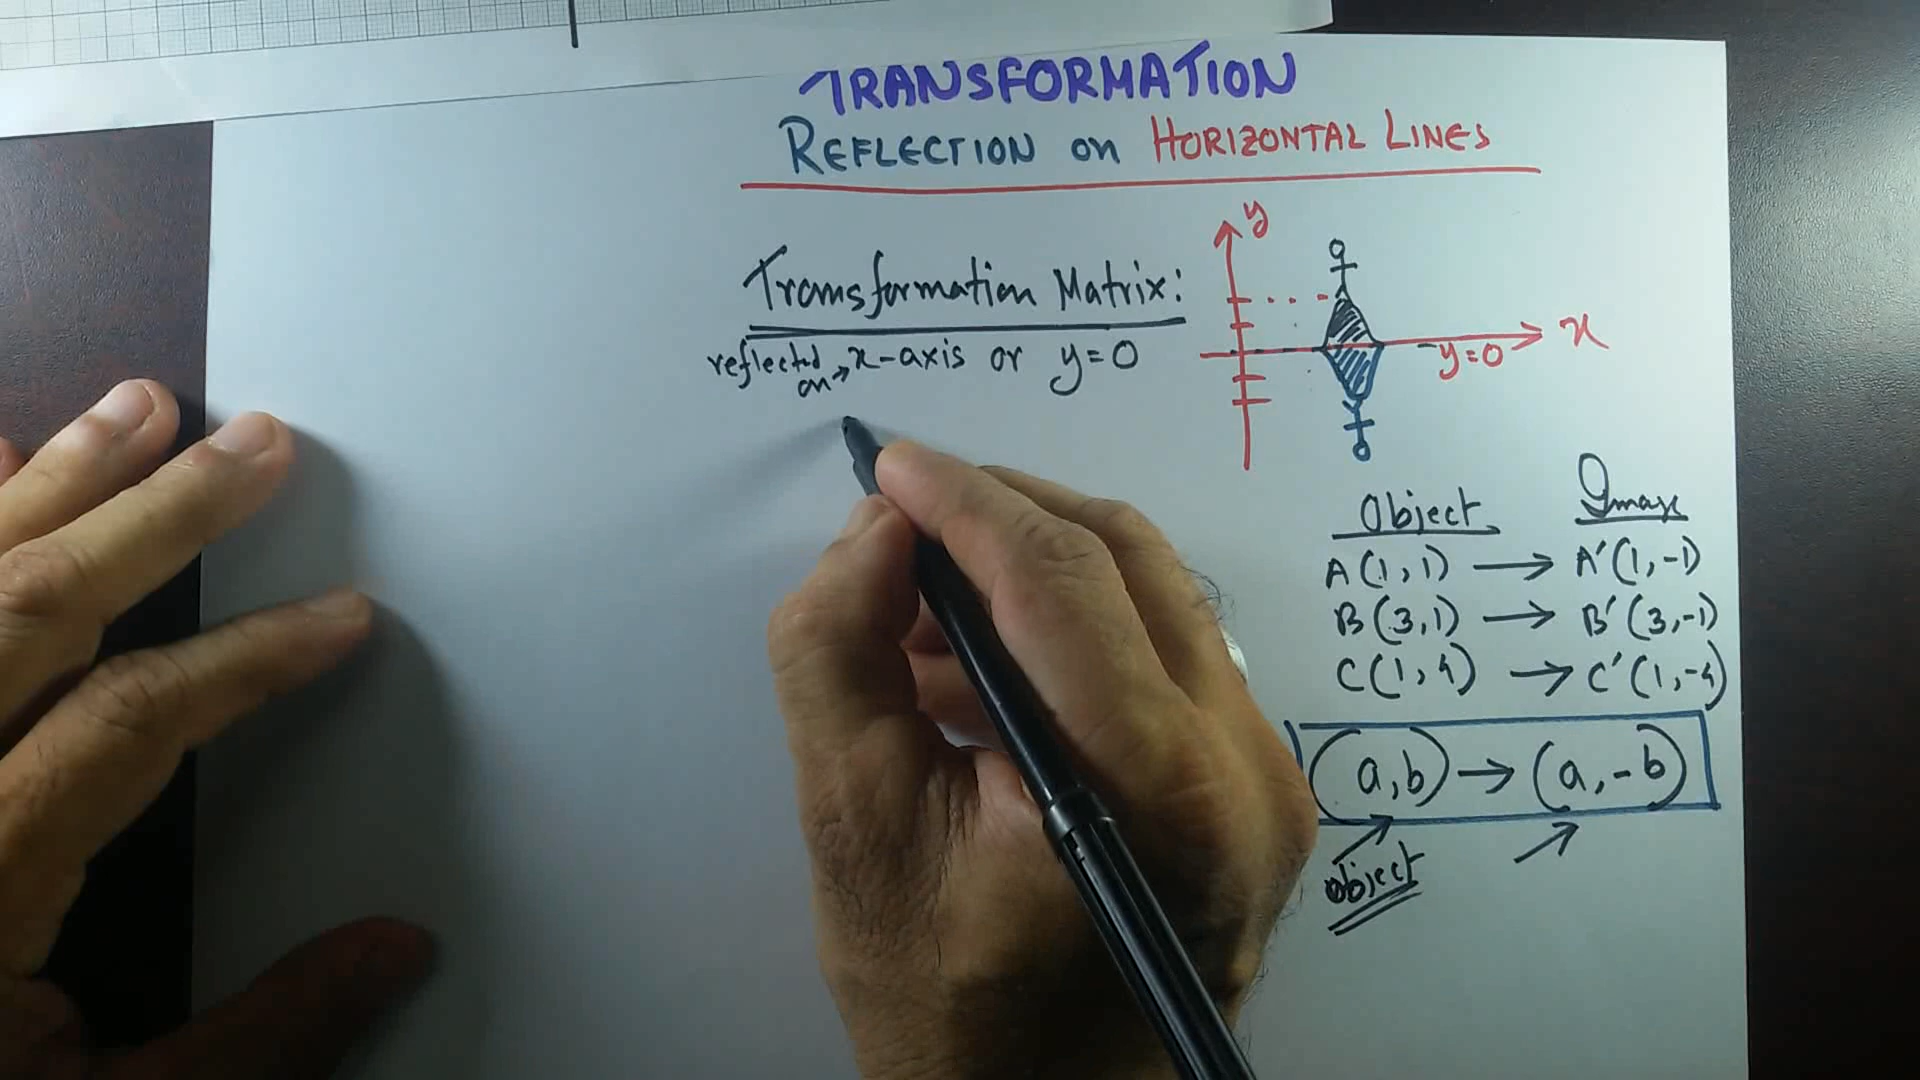 TRANSFORMATION
REFLECTION on HORIZONTAL LINES
Transformation Matrix:
reflected on → x-axis or y=0
y
x
y=0
Object
Image
A(1,1) → A'(1,-1)
B(3,1) → B'(3,-1)
C(1,4) → C'(1,-4)
(a,b) → (a,-b)
object